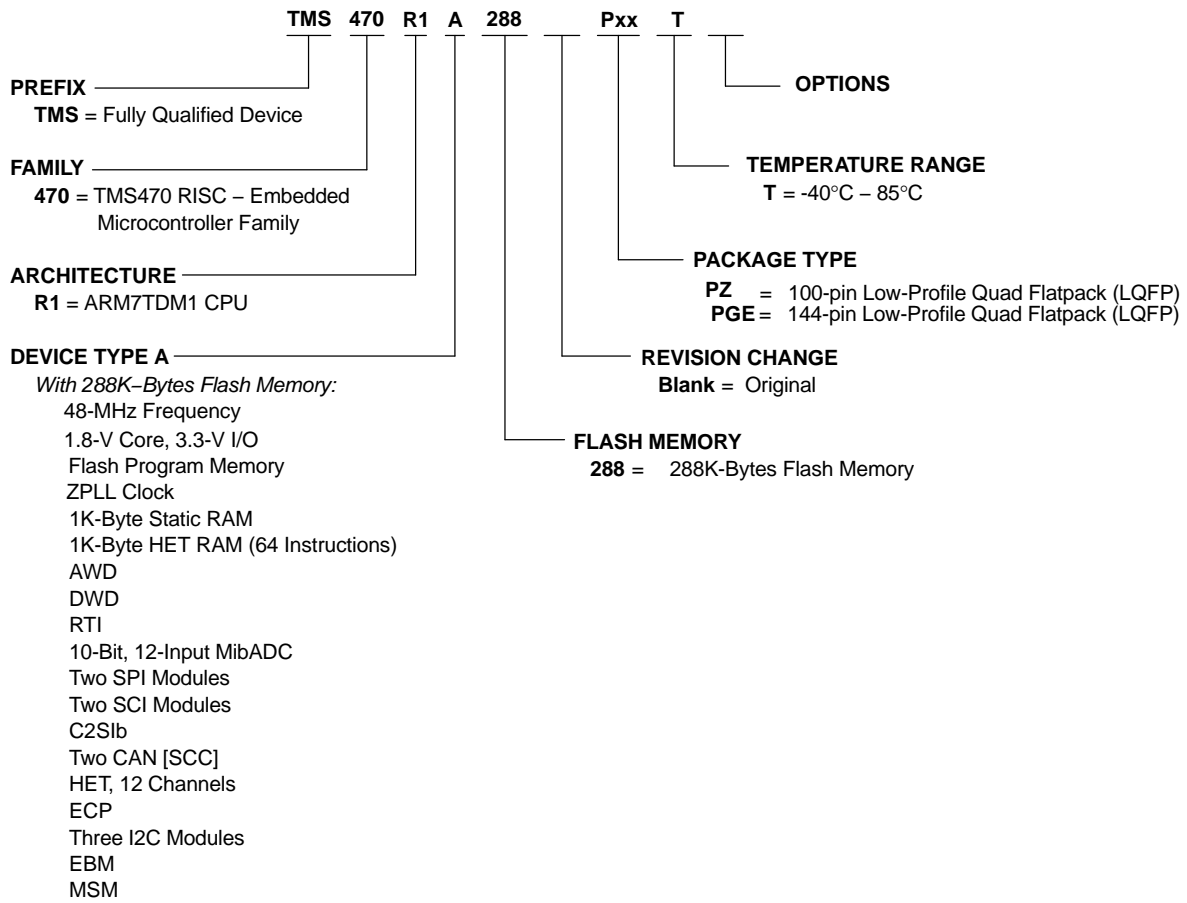 TMS 470 R1 A 288 Pxx T
PREFIX
TMS = Fully Qualified Device
OPTIONS
FAMILY
470 = TMS470 RISC – Embedded
Microcontroller Family
TEMPERATURE RANGE
T = -40°C – 85°C
ARCHITECTURE
R1 = ARM7TDM1 CPU
PACKAGE TYPE
PZ = 100-pin Low-Profile Quad Flatpack (LQFP)
PGE = 144-pin Low-Profile Quad Flatpack (LQFP)
DEVICE TYPE A
With 288K–Bytes Flash Memory:
48-MHz Frequency
1.8-V Core, 3.3-V I/O
Flash Program Memory
ZPLL Clock
1K-Byte Static RAM
1K-Byte HET RAM (64 Instructions)
AWD
DWD
RTI
10-Bit, 12-Input MibADC
Two SPI Modules
Two SCI Modules
C2SIb
Two CAN [SCC]
HET, 12 Channels
ECP
Three I2C Modules
EBM
MSM
REVISION CHANGE
Blank = Original
FLASH MEMORY
288 = 288K-Bytes Flash Memory